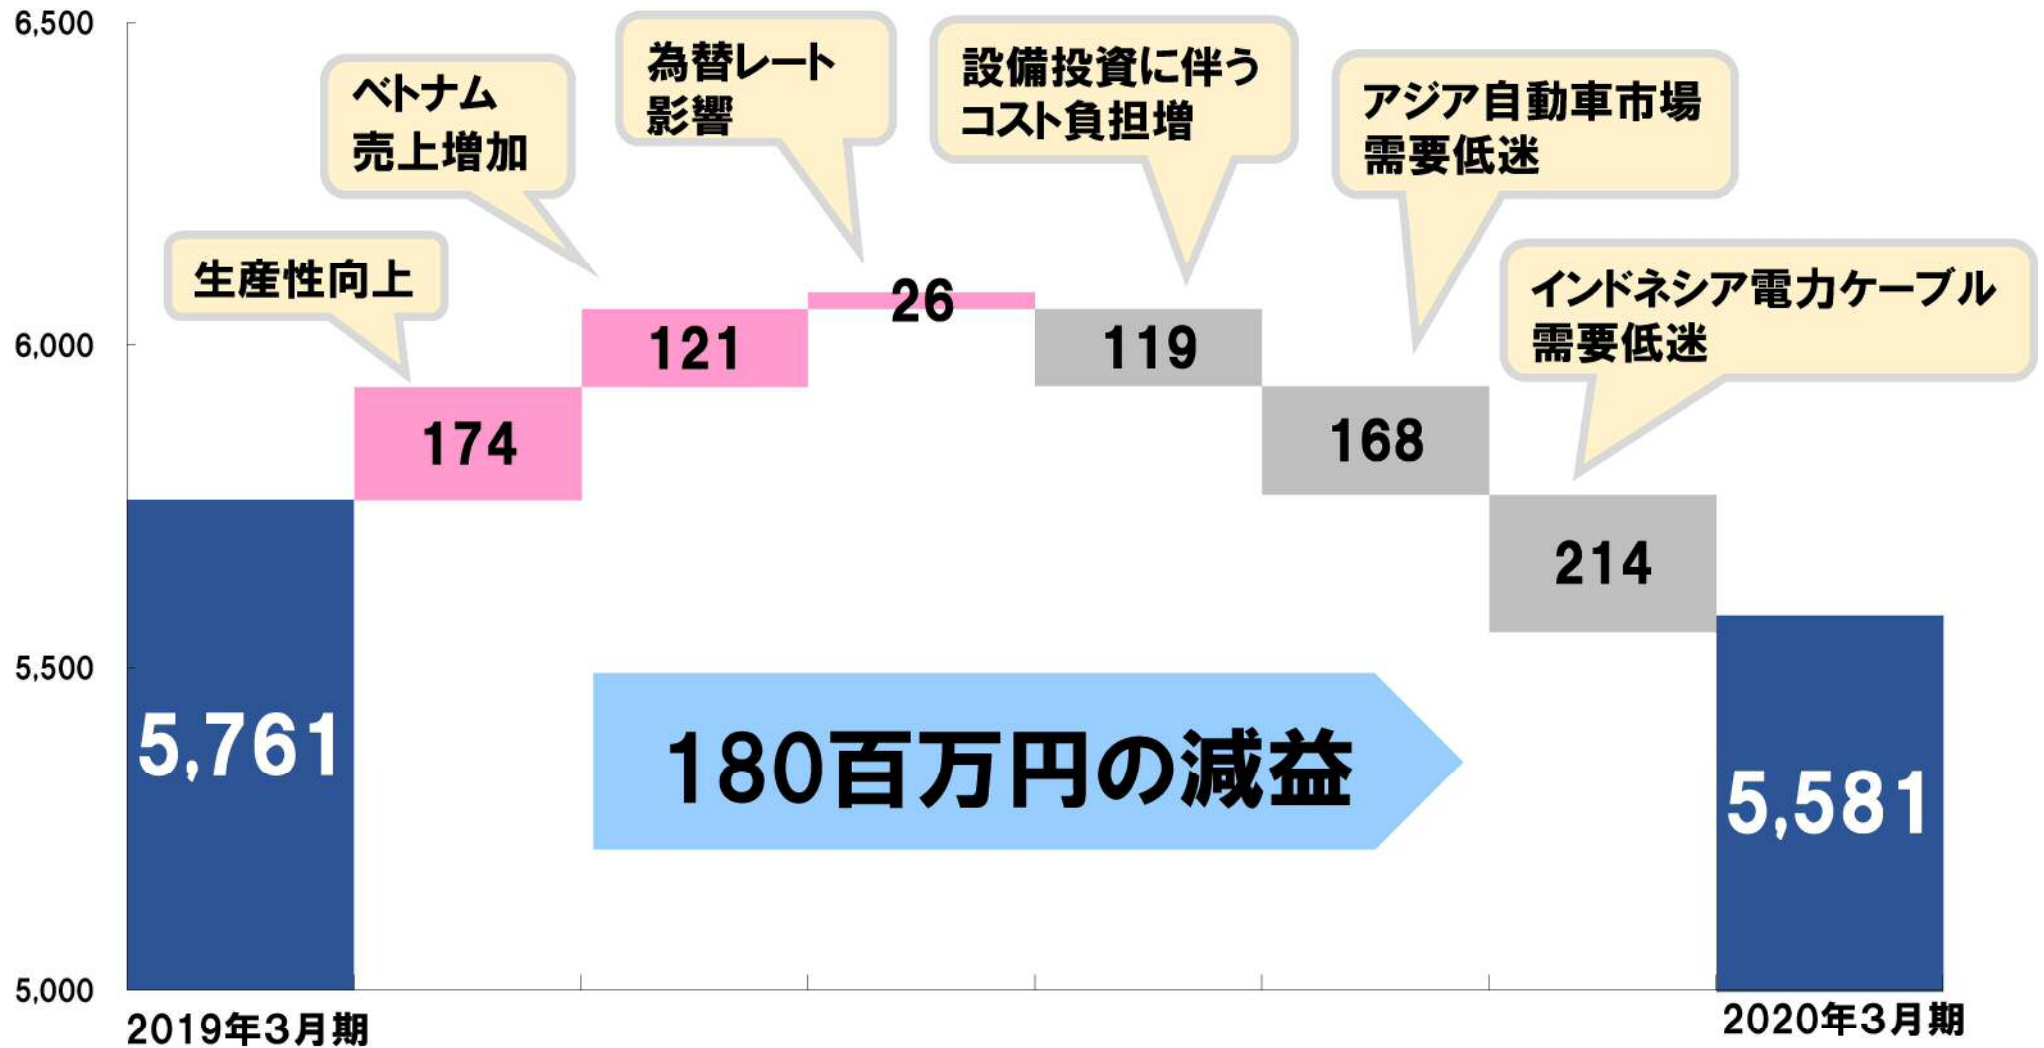 6,500
6,000
5,500
5,000
生産性向上
ベトナム
売上増加
為替レート
影響
設備投資に伴う
コスト負担増
アジア自動車市場
需要低迷
インドネシア電力ケーブル
需要低迷
5,761
174
121
26
119
168
214
5,581
180百万円の減益
2019年3月期
2020年3月期